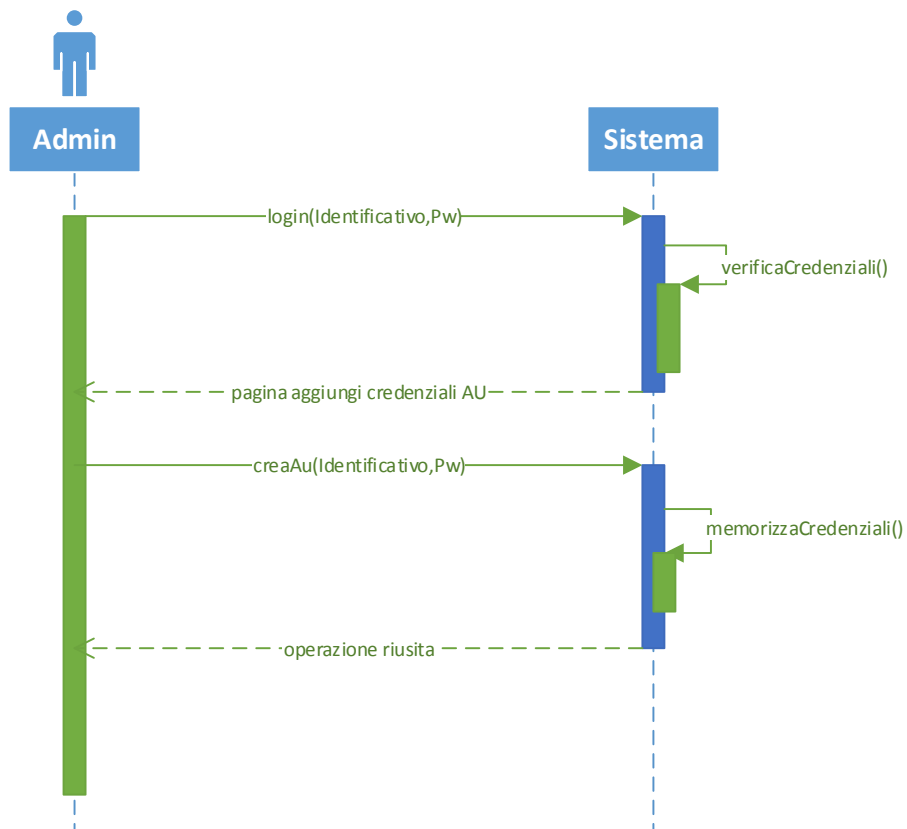 Admin
Sistema
login(Identificativo,Pw)
verificaCredenziali()
pagina aggiungi credenziali AU
creaAu(Identificativo,Pw)
memorizzaCredenziali()
operazione riusita